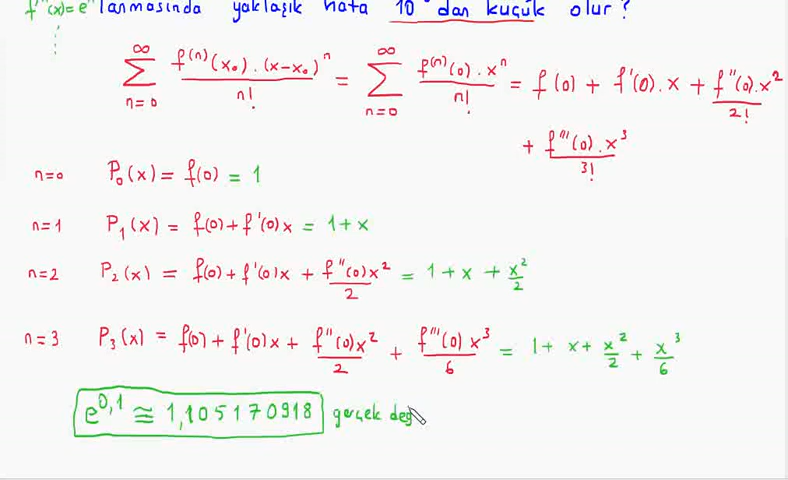 f''(x)=e lanmasında yaklaşık hata 10 dan küçük olur?
∞ ∑ n=0 f⁽ⁿ⁾(x₀).(x-x₀)ⁿ / n! = ∞ ∑ n=0 f⁽ⁿ⁾(0).xⁿ / n! = f(0) + f'(0).x + f''(0).x² / 2!
+ f'''(0).x³ / 3!
n=0 P₀(x) = f(0) = 1
n=1 P₁(x) = f(0)+f'(0)x = 1+x
n=2 P₂(x) = f(0)+f'(0)x + f''(0)x² / 2 = 1+x+x²/2
n=3 P₃(x) = f(0)+f'(0)x + f''(0)x² / 2 + f'''(0)x³ / 6 = 1+x+x²/2 + x³/6
e⁰,¹ ≅ 1,105170918 gerçek değ